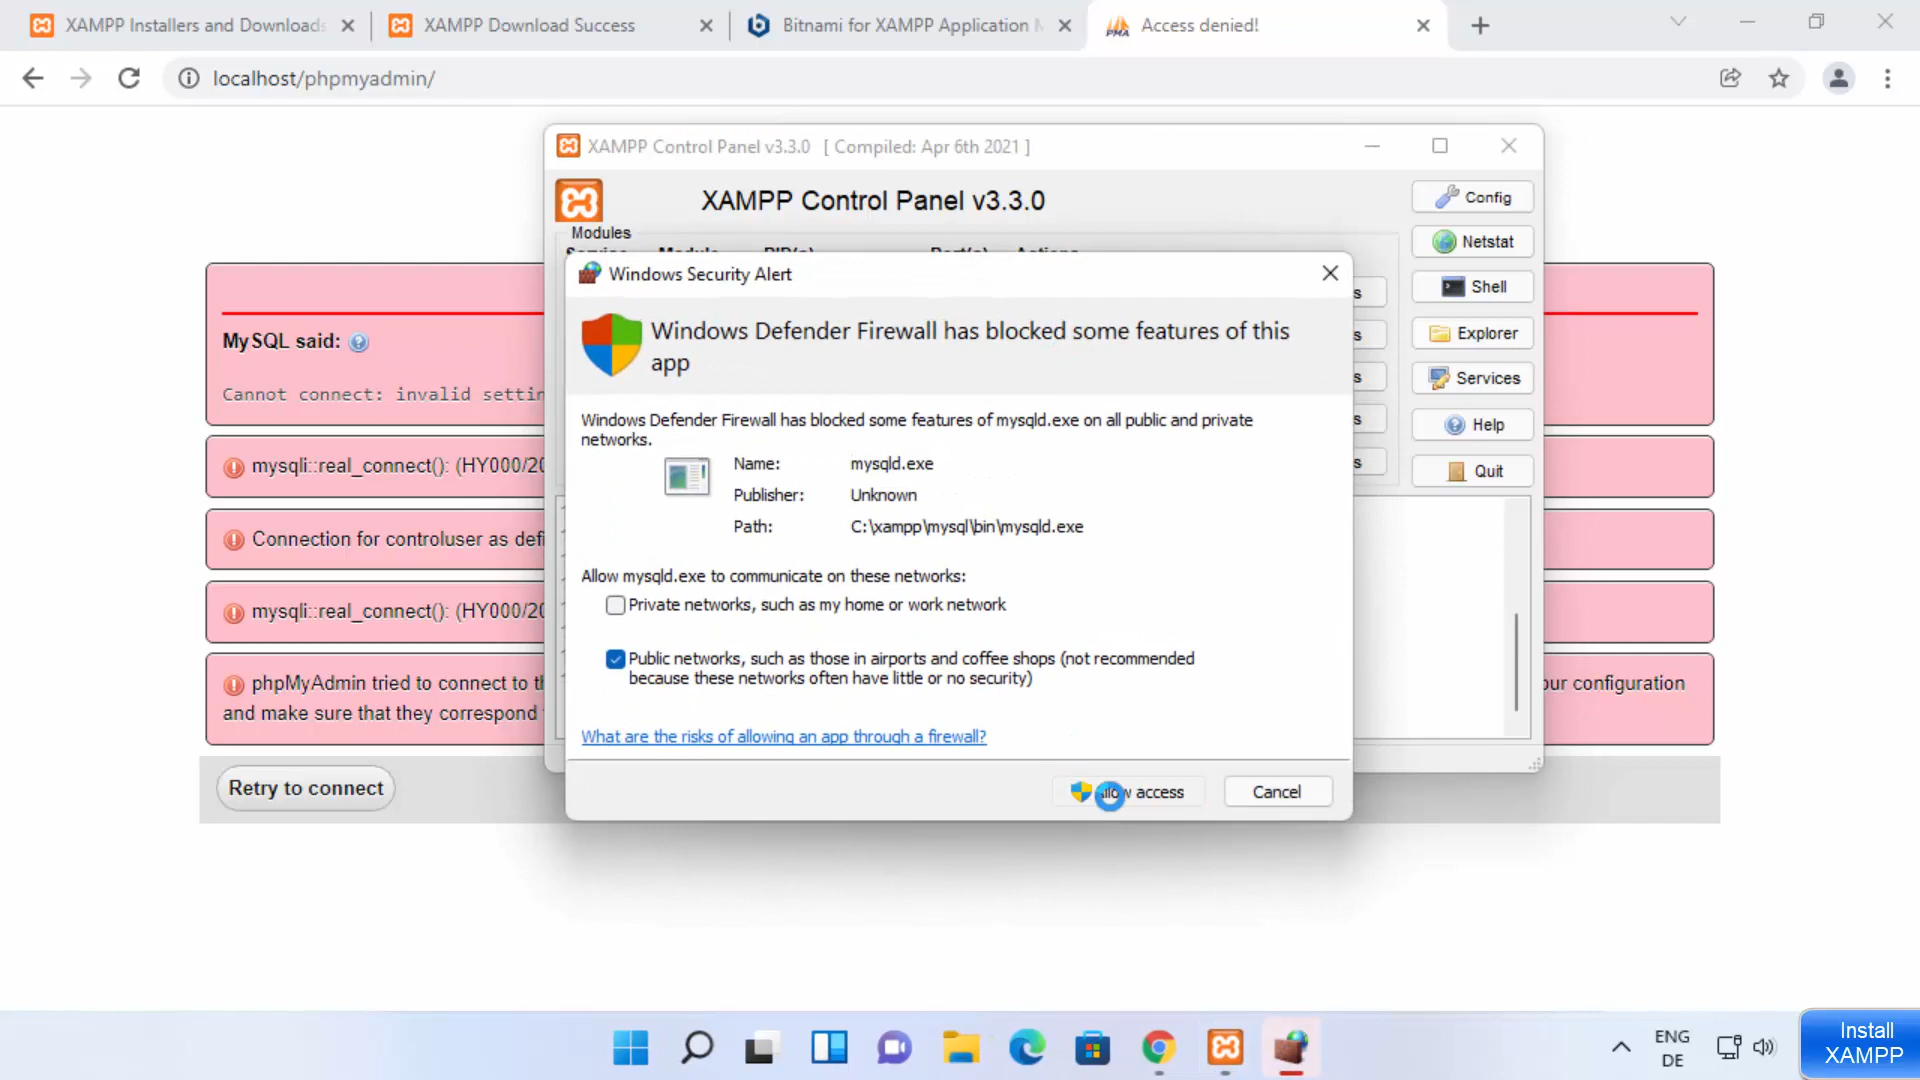 XAMPP Installers and Downloads
XAMPP Download Success
Bitnami for XAMPP Application
Access denied!
localhost/phpmyadmin/
XAMPP Control Panel v3.3.0 [ Compiled: Apr 6th 2021 ]
XAMPP Control Panel v3.3.0
Modules
Config
Netstat
Shell
Explorer
Services
Help
Quit
MySQL said:
Cannot connect: invalid
mysqli::real_connect(): (HY000/20
Connection for controluser as
mysqli::real_connect(): (HY000/20
phpMyAdmin tried to connect to
our configuration
and make sure that they correspond
Retry to connect
Windows Security Alert
Windows Defender Firewall has blocked some features of this
app
Windows Defender Firewall has blocked some features of mysqld.exe on all public and private
networks.
Name: mysqld.exe
Publisher: Unknown
Path: C:\xampp\mysql\bin\mysqld.exe
Allow mysqld.exe to communicate on these networks:
Private networks, such as my home or work network
Public networks, such as those in airports and coffee shops (not recommended
because these networks often have little or no security)
What are the risks of allowing an app through a firewall?
access
Cancel
ENG
DE
Install
XAMPP